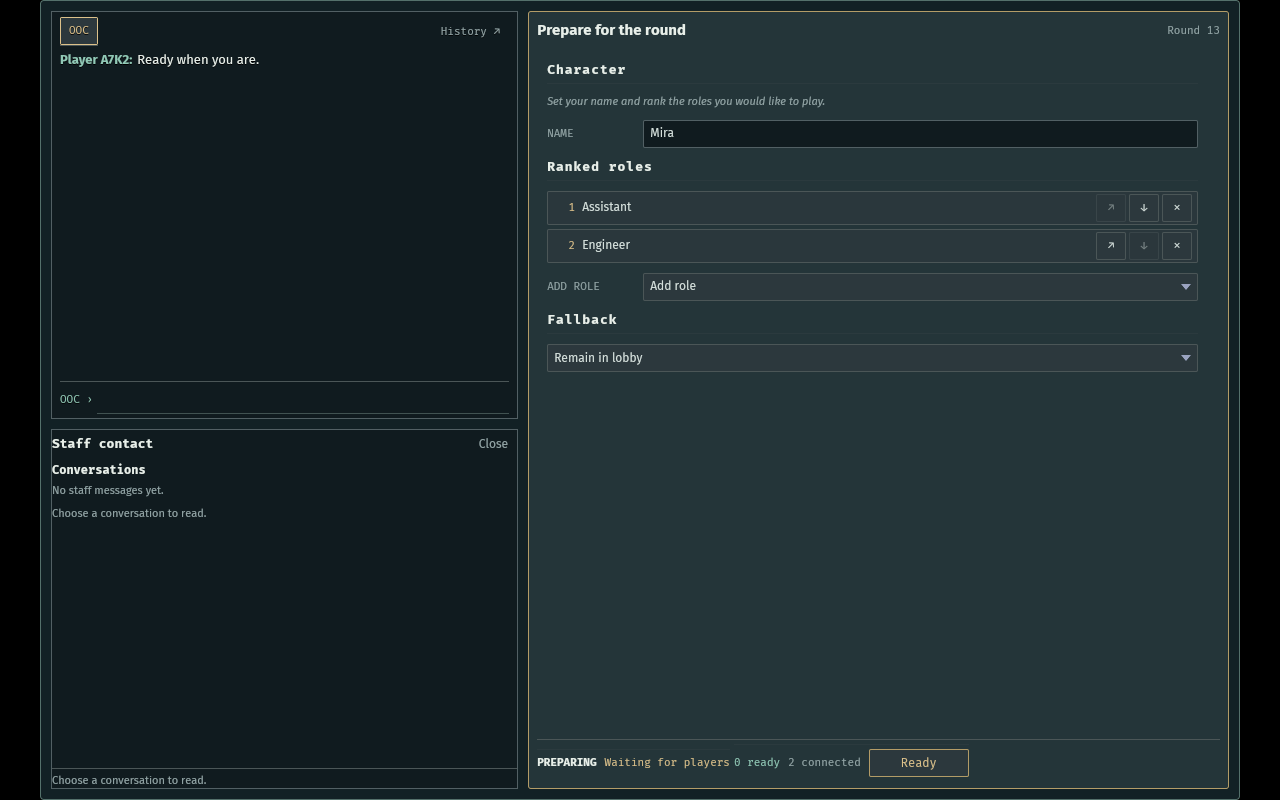 OOC
History ↗
Player A7K2: Ready when you are.
OOC ›
Staff contact
Close
Conversations
No staff messages yet.
Choose a conversation to read.
Choose a conversation to read.
Prepare for the round
Round 13
Character
Set your name and rank the roles you would like to play.
NAME
Mira
Ranked roles
1 Assistant ↗ ↓ ×
2 Engineer ↗ ↓ ×
ADD ROLE
Add role
Fallback
Remain in lobby
PREPARING Waiting for players 0 ready 2 connected
Ready